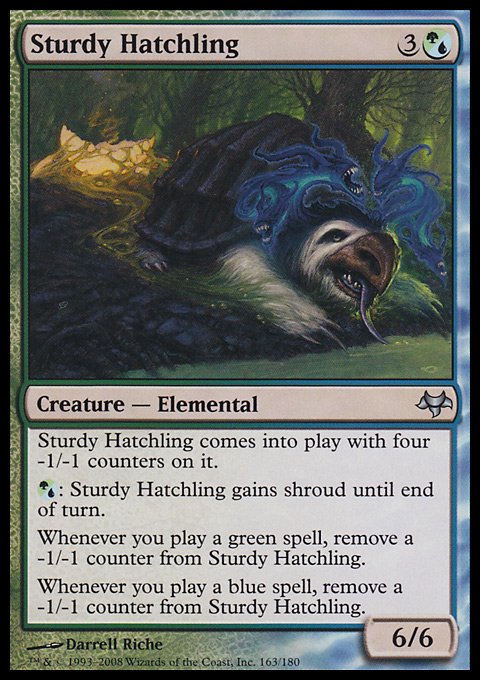 Sturdy Hatchling 3
Creature — Elemental
Sturdy Hatchling comes into play with four
-1/-1 counters on it.
: Sturdy Hatchling gains shroud until end
of turn.
Whenever you play a green spell, remove a
-1/-1 counter from Sturdy Hatchling.
Whenever you play a blue spell, remove a
-1/-1 counter from Sturdy Hatchling.
6/6
Darrell Riche
™ & © 1993-2008 Wizards of the Coast, Inc. 163/180